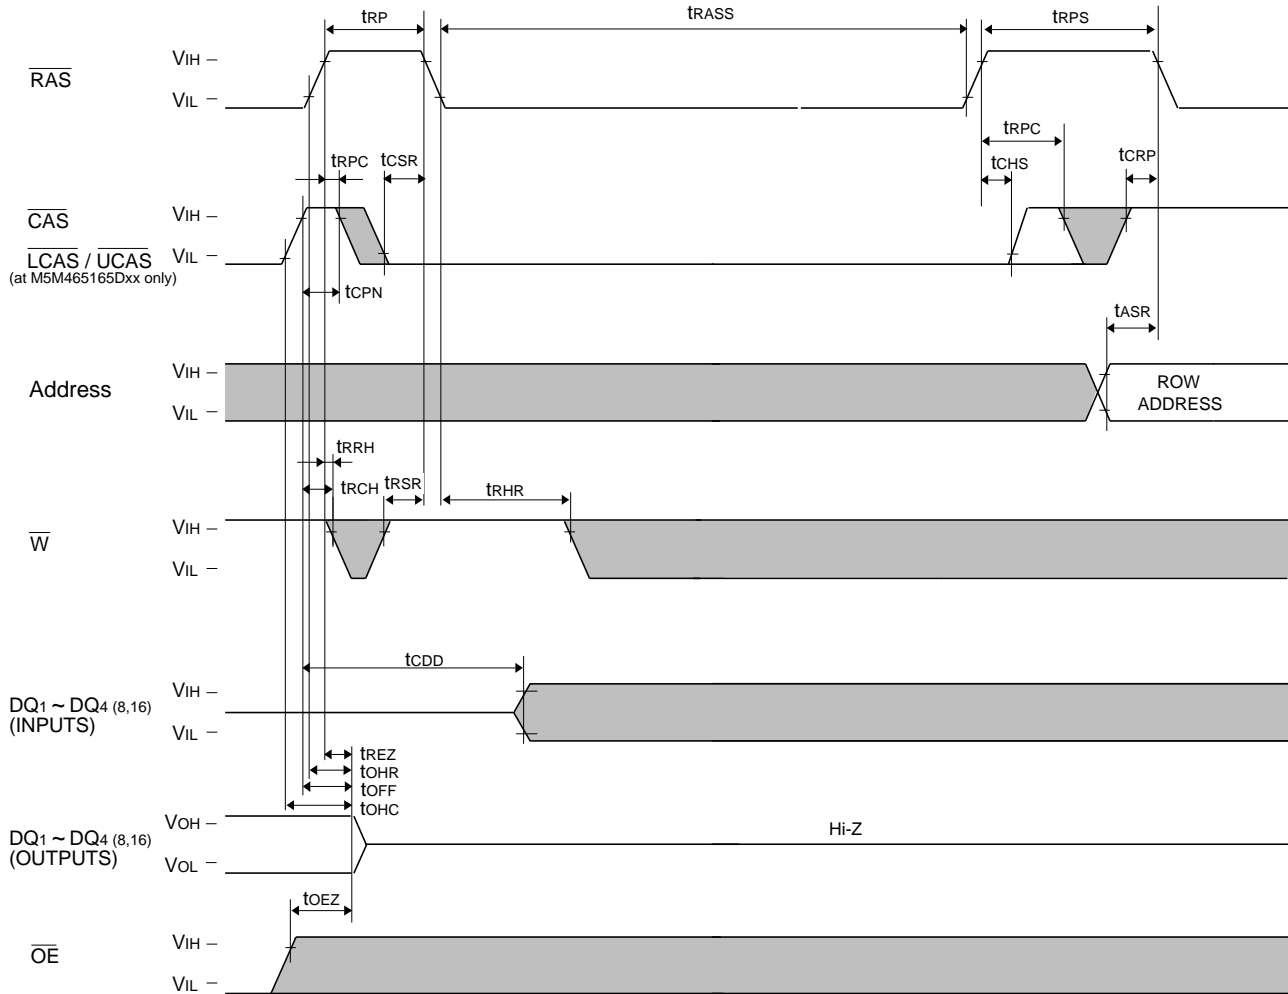 tRP
tRASS
tRPS
RAS
VIH
VIL
tRPC
tCSR
tRPC
tCHS
tCRP
CAS
LCAS / UCAS
(at M5M465165Dxx only)
VIH
VIL
tCPN
tASR
Address
VIH
VIL
ROW
ADDRESS
tRRH
tRCH
tRSR
tRHR
W
VIH
VIL
tCDD
DQ1 ~ DQ4 (8,16)
(INPUTS)
VIH
VIL
tREZ
tOHR
tOFF
tOHC
DQ1 ~ DQ4 (8,16)
(OUTPUTS)
VOH
VOL
Hi-Z
tOEZ
OE
VIH
VIL